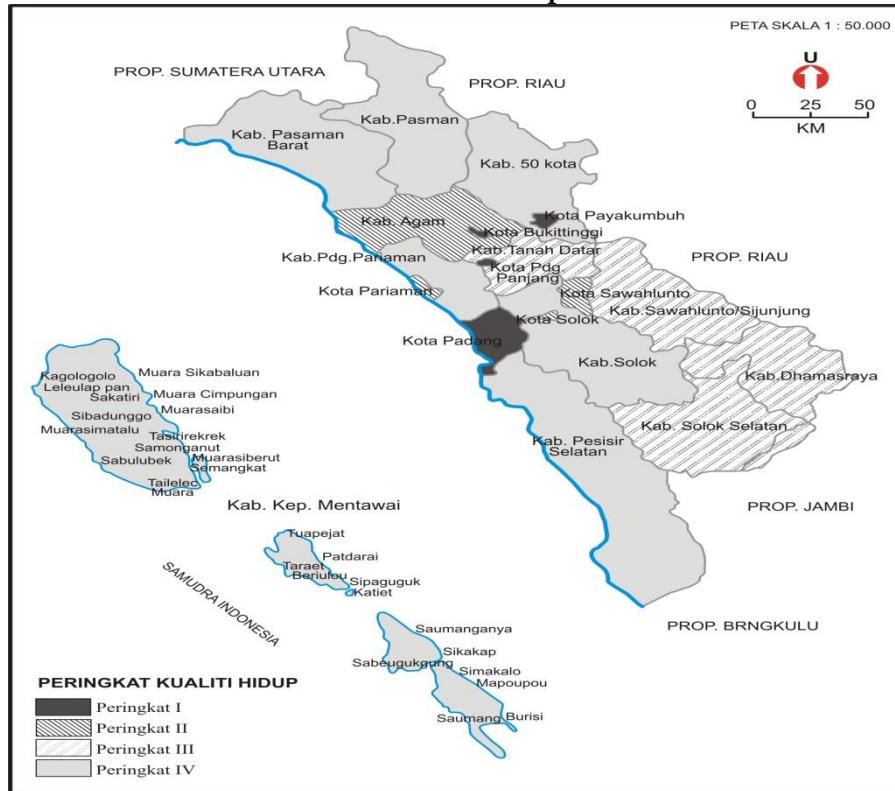 PETA SKALA 1 : 50.000
U
0 25 50
KM
PROP. SUMATERA UTARA
PROP. RIAU
Kab. Pasaman
Barat
Kab.Pasman
Kab. 50 kota
Kab. Agam
Kota Payakumbuh
Kota Bukittinggi
Kab.Tanah Datar
Kab.Pdg.Pariaman
Kota Pdg.
Panjang
PROP. RIAU
Kota Pariaman
Kota Sawahlunto
Kab.Sawahlunto/Sijunjung
Kota Solok
Kota Padang
Kab.Solok
Kab.Dhamasraya
Kab. Solok Selatan
Kab. Pesisir
Selatan
Kagologolo
Leleulap pan
Sakatiri
Muara Sikabaluan
Muara Cimpungan
Muarasaibi
Sibadunggo
Muarasimatalu
Tasirirekrek
Samonganut
Sabulubek
Muarasiberut
Semangkat
Tailelec
Muara
Kab. Kep. Mentawai
PROP. JAMBI
Tuapejat
Patdarai
Taraet
Beriulou
Sipaguguk
Katiet
SAMUDRA INDONESIA
Saumanganya
PROP. BRNGKULU
Sikakap
Sabeugukgung
Simakalo
Mapoupou
Saumang
Burisi
PERINGKAT KUALITI HIDUP
Peringkat I
Peringkat II
Peringkat III
Peringkat IV